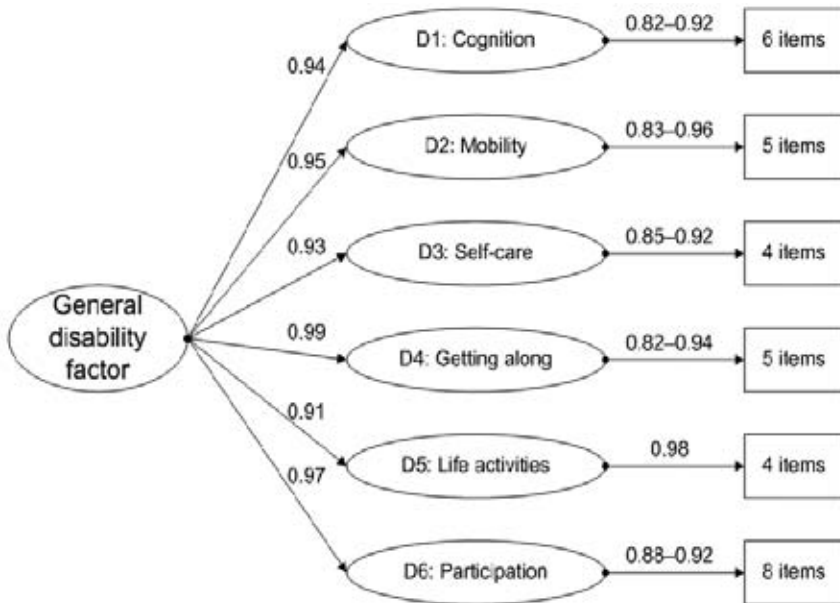 D1: Cognition
0.82–0.92
6 items
0.94
D2: Mobility
0.83–0.96
5 items
0.95
D3: Self-care
0.85–0.92
4 items
0.93
General
disability
factor
0.99
D4: Getting along
0.82–0.94
5 items
0.91
D5: Life activities
0.98
4 items
0.97
D6: Participation
0.88–0.92
8 items